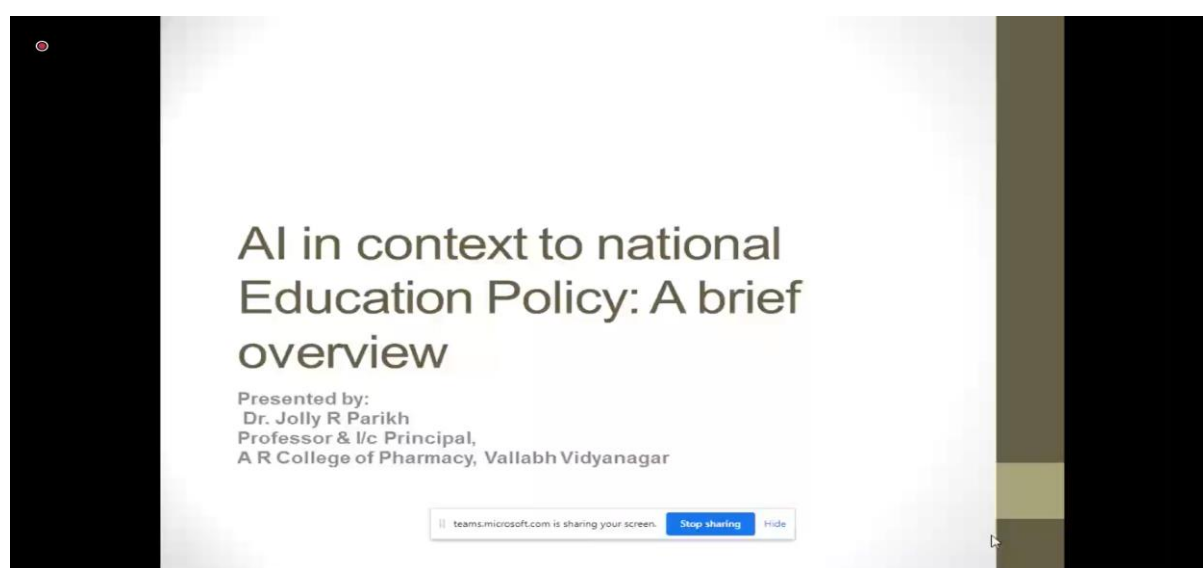 AI in context to national
Education Policy: A brief
overview
Presented by:
Dr. Jolly R Parikh
Professor & I/c Principal,
A R College of Pharmacy, Vallabh Vidyanagar
teams.microsoft.com is sharing your screen. Stop sharing Hide